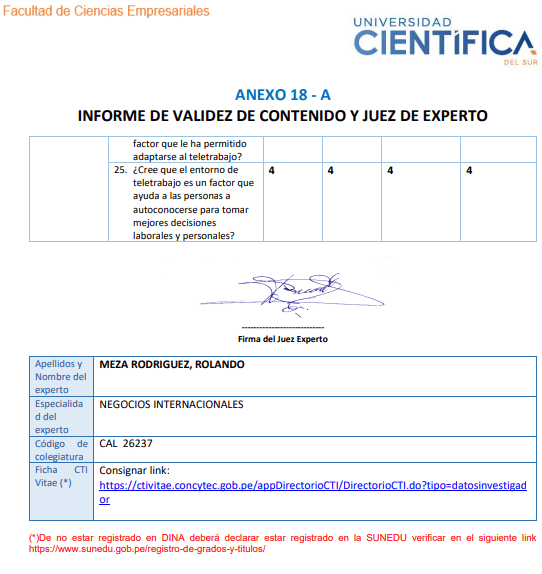 Facultad de Ciencias Empresariales
UNIVERSIDAD
CIENTÍFICA
DEL SUR
ANEXO 18 - A
INFORME DE VALIDEZ DE CONTENIDO Y JUEZ DE EXPERTO
factor que le ha permitido
adaptarse al teletrabajo?
25. ¿Cree que el entorno de 4 4 4 4
teletrabajo es un factor que
ayuda a las personas a
autoconocerse para tomar
mejores decisiones
laborales y personales?
----------------------------
Firma del Juez Experto
Apellidos y MEZA RODRIGUEZ, ROLANDO
Nombre del
experto
Especialida NEGOCIOS INTERNACIONALES
d del
experto
Código de CAL 26237
colegiatura
Ficha CTI Consignar link:
Vitae (*) https://ctivitae.concytec.gob.pe/appDirectorioCTI/DirectorioCTI.do?tipo=datosinvestigad
or
(*)De no estar registrado en DINA deberá declarar estar registrado en la SUNEDU verificar en el siguiente link
https://www.sunedu.gob.pe/registro-de-grados-y-titulos/